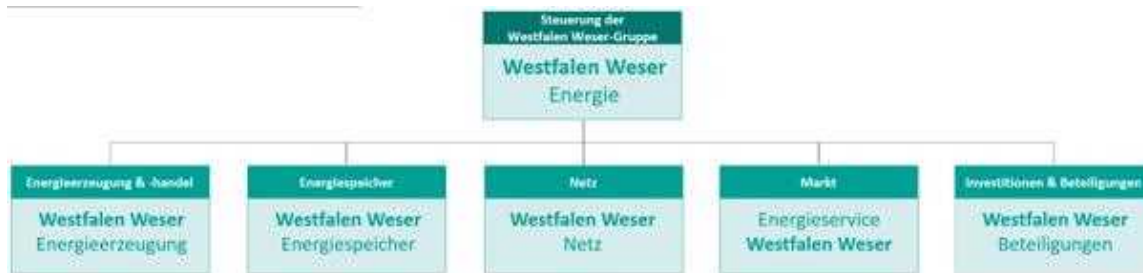 Steuerung der
Westfalen Weser-Gruppe
Westfalen Weser
Energie
Energieerzeugung & -handel
Westfalen Weser
Energieerzeugung
Energiespeicher
Westfalen Weser
Energiespeicher
Netz
Westfalen Weser
Netz
Markt
Energieservice
Westfalen Weser
Investitionen & Beteiligungen
Westfalen Weser
Beteiligungen